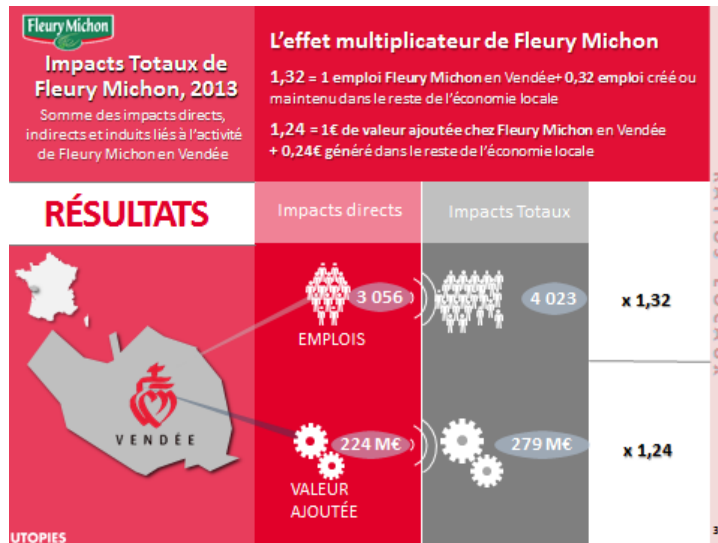 Fleury Michon
Impacts Totaux de
Fleury Michon, 2013
Somme des impacts directs,
indirects et induits liés à l'activité
de Fleury Michon en Vendée
L'effet multiplicateur de Fleury Michon
1,32 = 1 emploi Fleury Michon en Vendée+ 0,32 emploi créé ou
maintenu dans le reste de l'économie locale
1,24 = 1€ de valeur ajoutée chez Fleury Michon en Vendée
+ 0,24€ généré dans le reste de l'économie locale
RÉSULTATS
Impacts directs
Impacts Totaux
3 056
4 023
x 1,32
EMPLOIS
VENDÉE
224 M€
279 M€
x 1,24
VALEUR
AJOUTÉE
UTOPIES
3